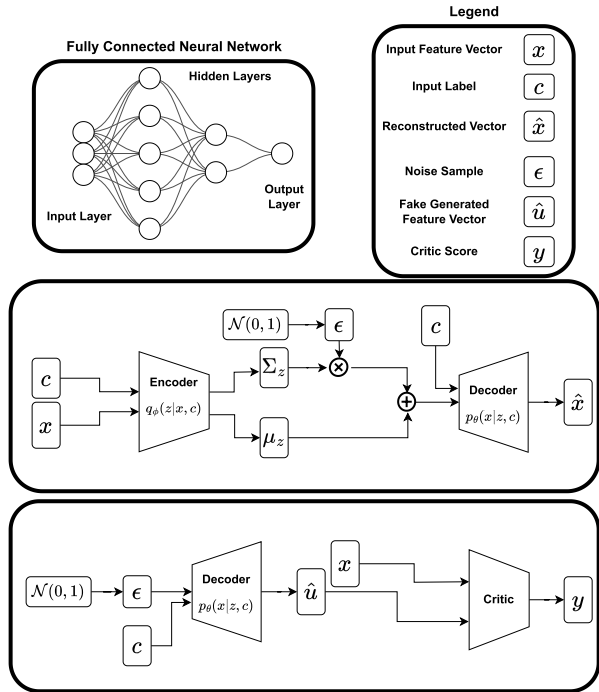 Legend
Fully Connected Neural Network
Hidden Layers
Input Layer
Output
Layer
Input Feature Vector
x
Input Label
c
Reconstructed Vector
x̂
Noise Sample
ϵ
Fake Generated
Feature Vector
û
Critic Score
y
𝒩(0, 1)
ϵ
c
c
x
Encoder
q_ϕ(z|x, c)
Σ_z
⊗
μ_z
⊕
Decoder
p_θ(x|z, c)
x̂
𝒩(0, 1)
ϵ
c
Decoder
p_θ(x|z, c)
û
x
Critic
y